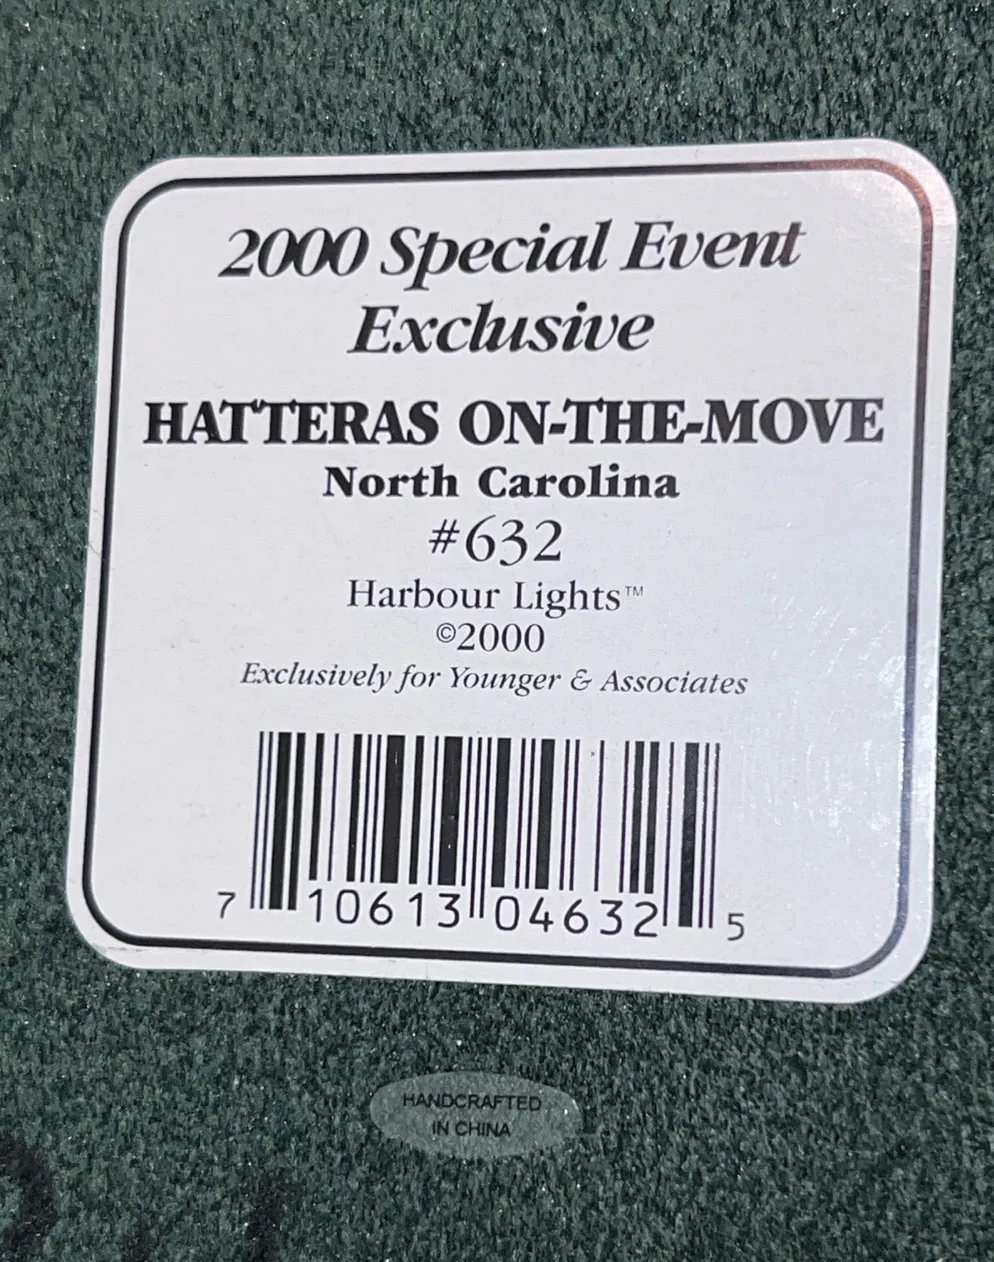 2000 Special Event
Exclusive
HATTERAS ON-THE-MOVE
North Carolina
#632
Harbour Lights™
©2000
Exclusively for Younger & Associates
7 10613 04632 5
HANDCRAFTED
IN CHINA